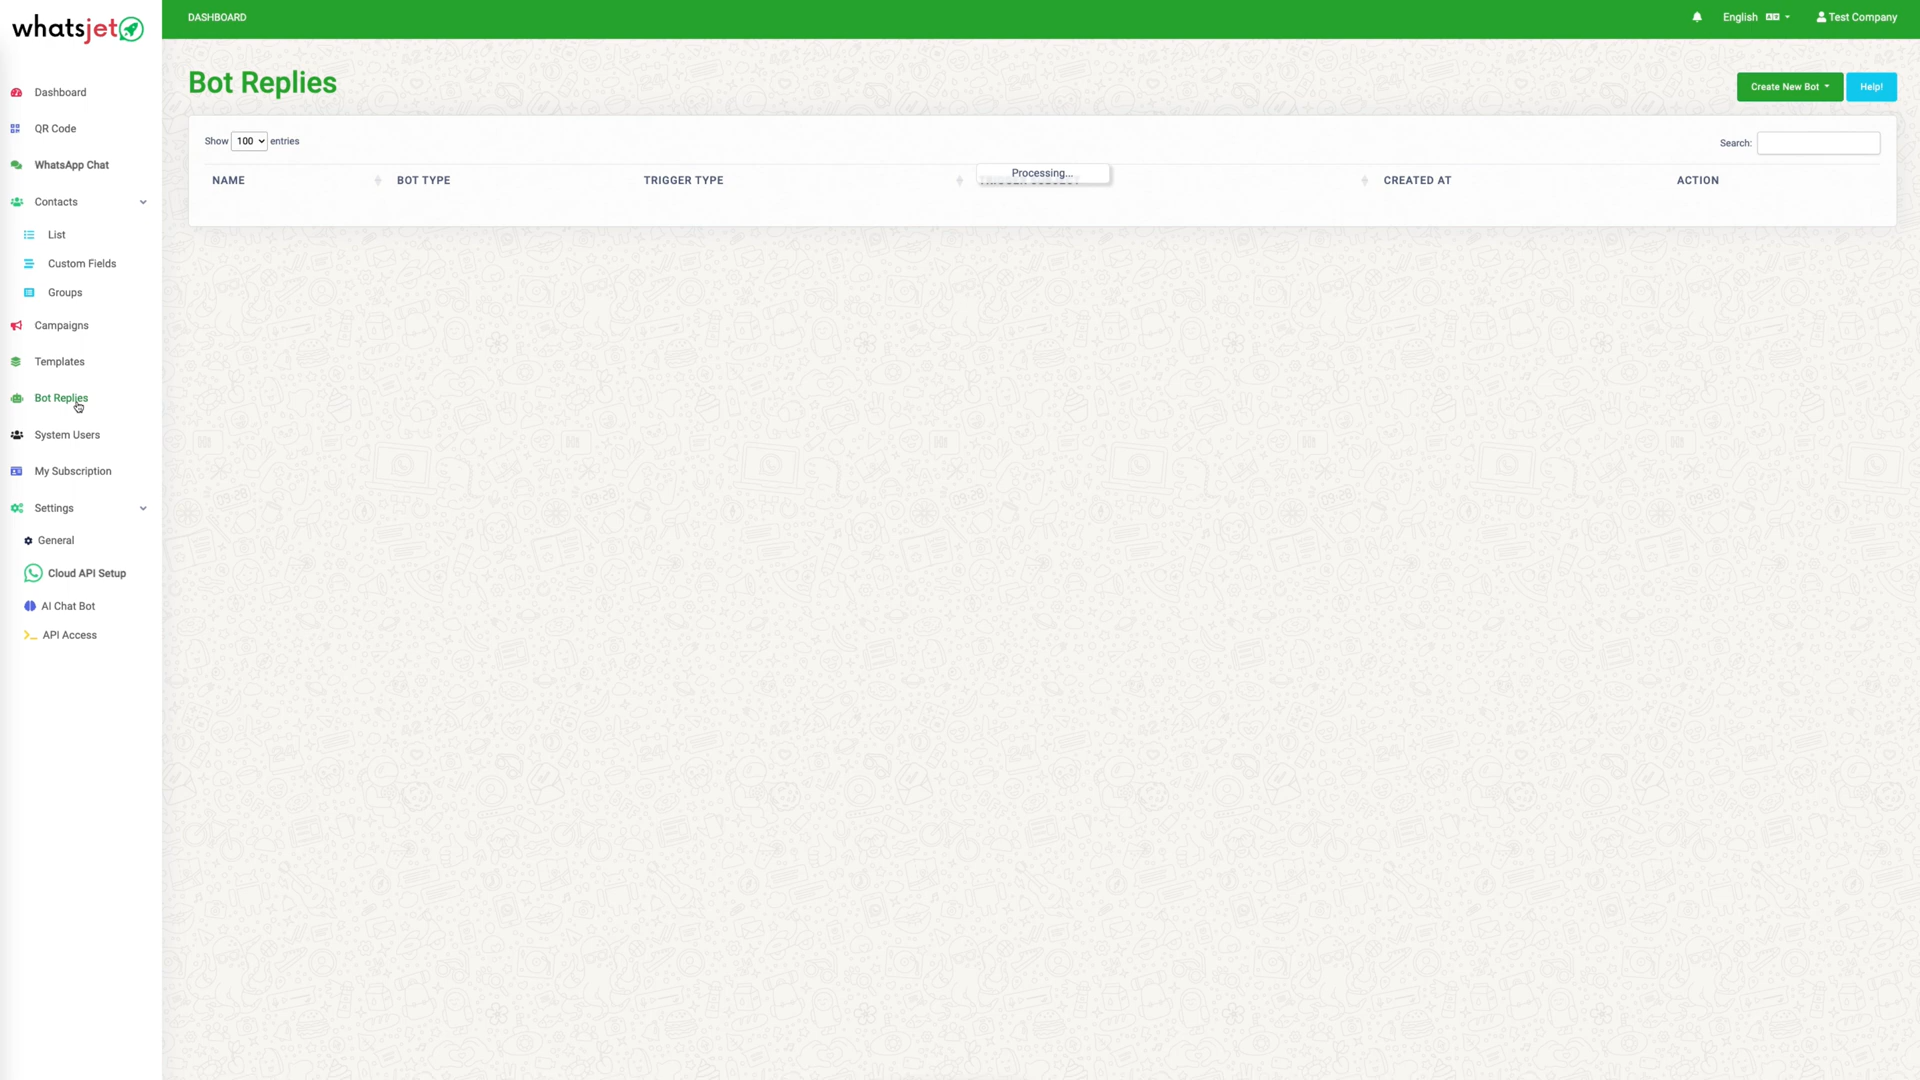 whatsjet
DASHBOARD
English
Test Company
Dashboard
QR Code
WhatsApp Chat
Contacts
List
Custom Fields
Groups
Campaigns
Templates
Bot Replies
System Users
My Subscription
Settings
General
Cloud API Setup
AI Chat Bot
API Access
Bot Replies
Create New Bot
Help!
Show 100 entries
Search:
Processing...
NAME BOT TYPE TRIGGER TYPE CREATED AT ACTION